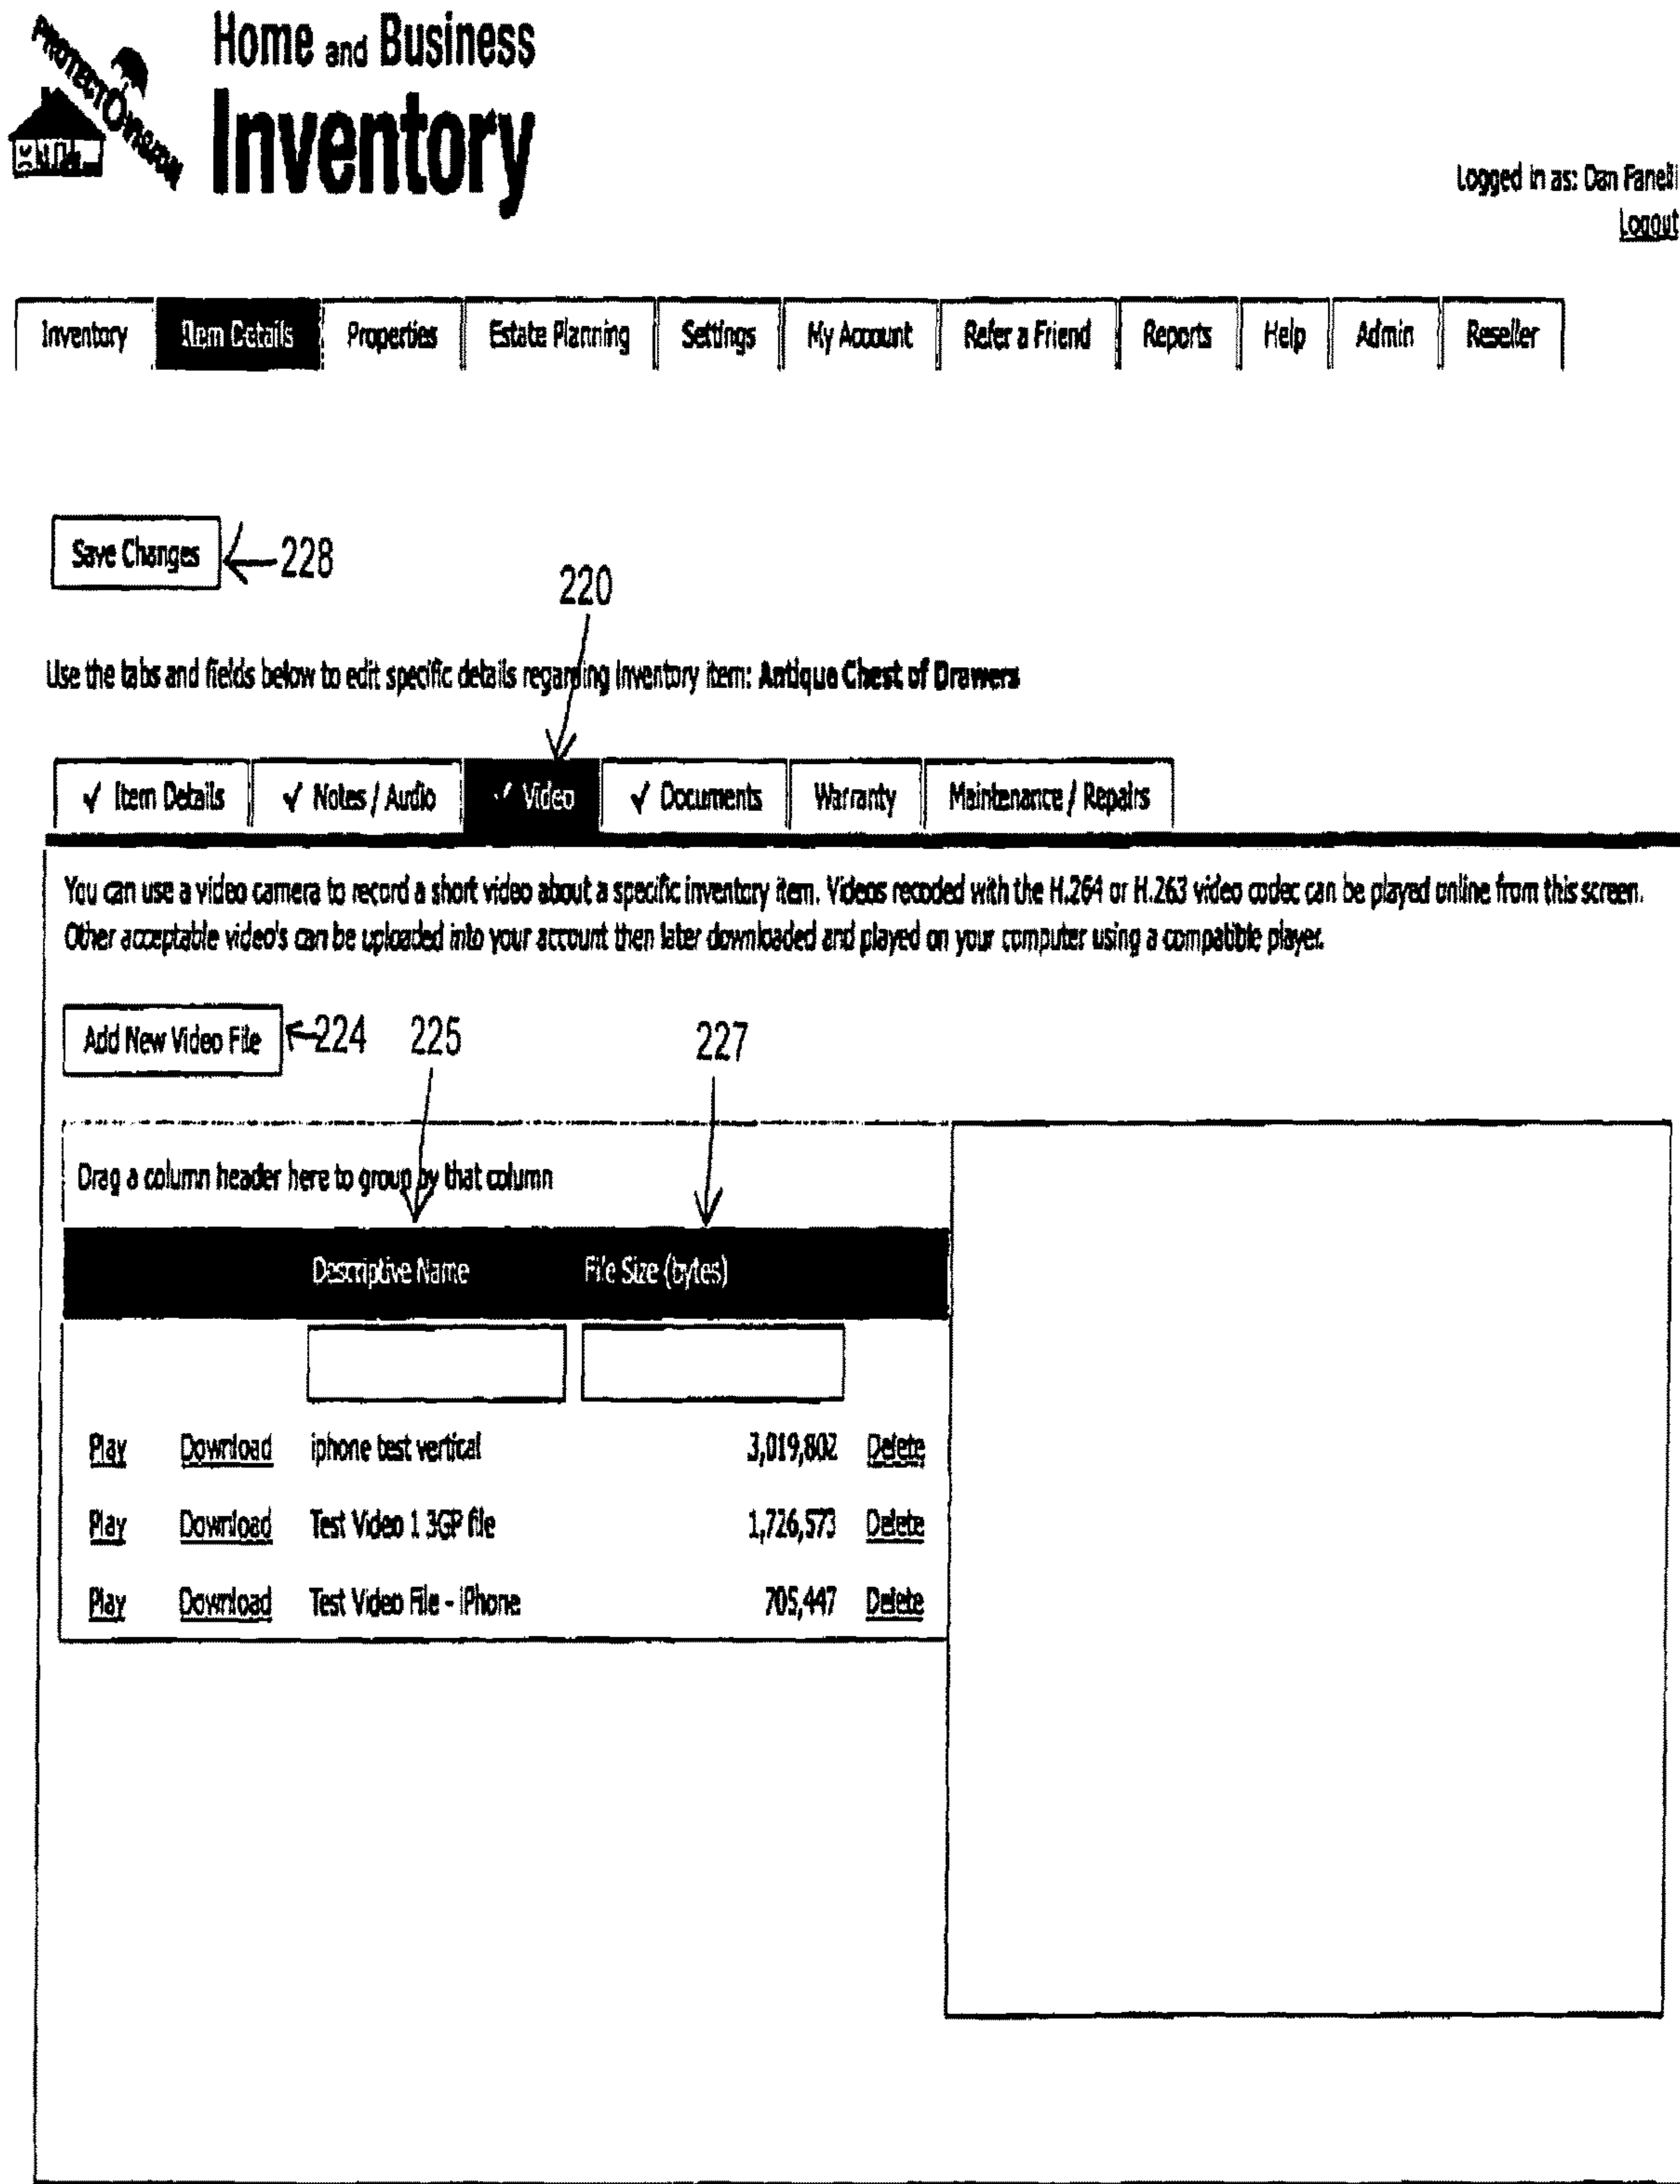 PROTECTOVISION
Home and Business
Inventory
Logged in as: Dan Fanelli
Logout
Inventory Item Details Properties Estate Planning Settings My Account Refer a Friend Reports Help Admin Reseller
Save Changes 228
220
Use the tabs and fields below to edit specific details regarding Inventory item: Antique Chest of Drawers
✓ Item Details ✓ Notes / Audio ✓ Video ✓ Documents Warranty Maintenance / Repairs
You can use a video camera to record a short video about a specific inventory item. Videos recoded with the H.264 or H.263 video codec can be played online from this screen.
Other acceptable video's can be uploaded into your account then later downloaded and played on your computer using a compatible player.
Add New Video File 224 225 227
Drag a column header here to group by that column
Descriptive Name File Size (bytes)
Play Download iphone test vertical 3,019,802 Delete
Play Download Test Video 1 3GP file 1,726,573 Delete
Play Download Test Video File - iPhone 705,447 Delete